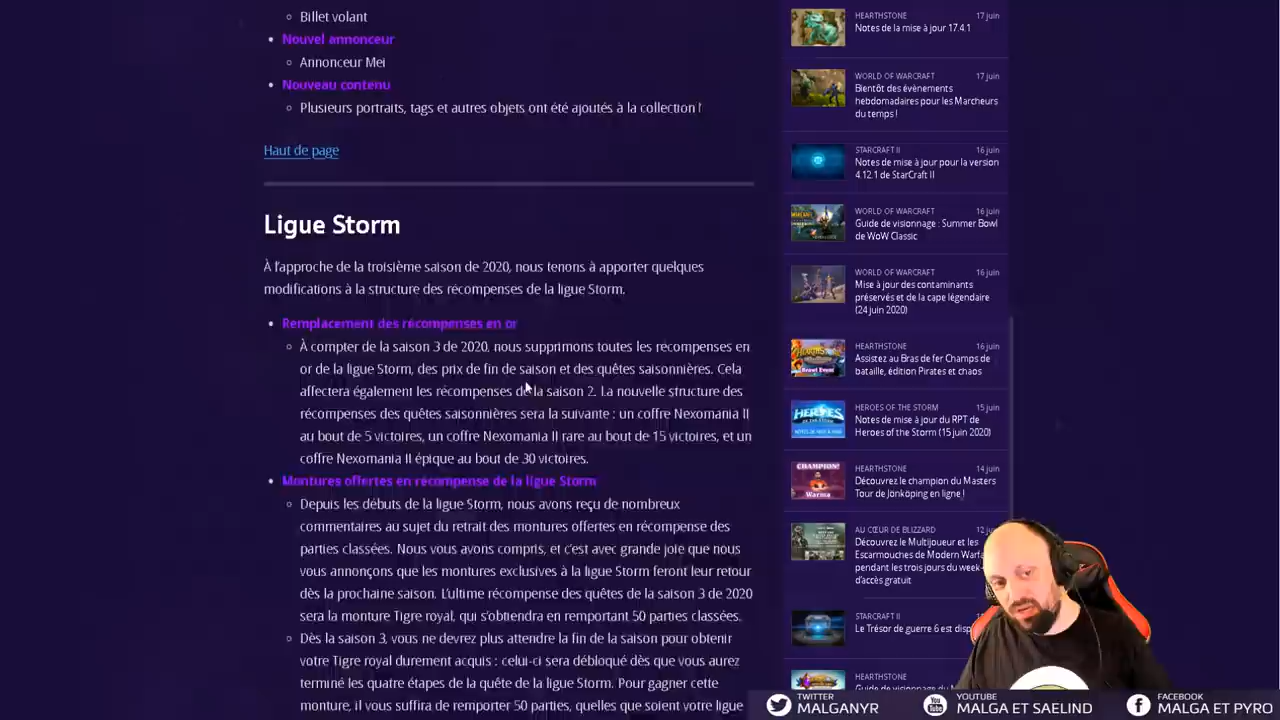 Billet volant
Nouvel annonceur
Annonceur Mei
Nouveau contenu
Plusieurs portraits, tags et autres objets ont été ajoutés à la collection !
Haut de page
Ligue Storm
À l'approche de la troisième saison de 2020, nous tenons à apporter quelques
modifications à la structure des récompenses de la ligue Storm.
Remplacement des récompenses en or
À compter de la saison 3 de 2020, nous supprimons toutes les récompenses en
or de la ligue Storm, des prix de fin de saison et des quêtes saisonnières. Cela
affectera également les récompenses de la saison 2. La nouvelle structure des
récompenses des quêtes saisonnières sera la suivante : un coffre Nexomania II
au bout de 5 victoires, un coffre Nexomania II rare au bout de 15 victoires, et un
coffre Nexomania II épique au bout de 30 victoires.
Montures offertes en récompense de la ligue Storm
Depuis les débuts de la ligue Storm, nous avons reçu de nombreux
commentaires au sujet du retrait des montures offertes en récompense des
parties classées. Nous vous avons compris, et c'est avec grande joie que nous
vous annonçons que les montures exclusives à la ligue Storm feront leur retour
dès la prochaine saison. L'ultime récompense des quêtes de la saison 3 de 2020
sera la monture Tigre royal, qui s'obtiendra en remportant 50 parties classées.
Dès la saison 3, vous ne devrez plus attendre la fin de la saison pour obtenir
votre Tigre royal durement acquis : celui-ci sera débloqué dès que vous aurez
terminé les quatre étapes de la quête de la ligue Storm. Pour gagner cette
monture, il vous suffira de remporter 50 parties, quelles que soient votre ligue
HEARTHSTONE 17 juin
Notes de la mise à jour 17.4.1
WORLD OF WARCRAFT 17 juin
Bientôt des évènements
hebdomadaires pour les Marcheurs
du temps !
STARCRAFT II 16 juin
Notes de mise à jour pour la version
4.12.1 de StarCraft II
WORLD OF WARCRAFT 16 juin
Guide de visionnage : Summer Bowl
de WoW Classic
WORLD OF WARCRAFT 16 juin
Mise à jour des contaminants
préservés et de la cape légendaire
(24 juin 2020)
HEARTHSTONE 16 juin
Assistez au Bras de fer Champs de
bataille, édition Pirates et chaos
HEROES OF THE STORM 15 juin
Notes de mise à jour du RPT de
Heroes of the Storm (15 juin 2020)
HEARTHSTONE 14 juin
Découvrez le champion du Masters
Tour de Jönköping en ligne !
AU CŒUR DE BLIZZARD 12
Découvrez le Multijoueur et les
Escarmouches de Modern Warfa
pendant les trois jours du week-
d'accès gratuit
STARCRAFT II
Le Trésor de guerre 6 est disp
HEARTHSTONE
Guide de visionnage du
HEROES
CHAMPION!
Warma
TWITTER
MALGANYR
YOUTUBE
MALGA ET SAELIND
FACEBOOK
MALGA ET PYRO